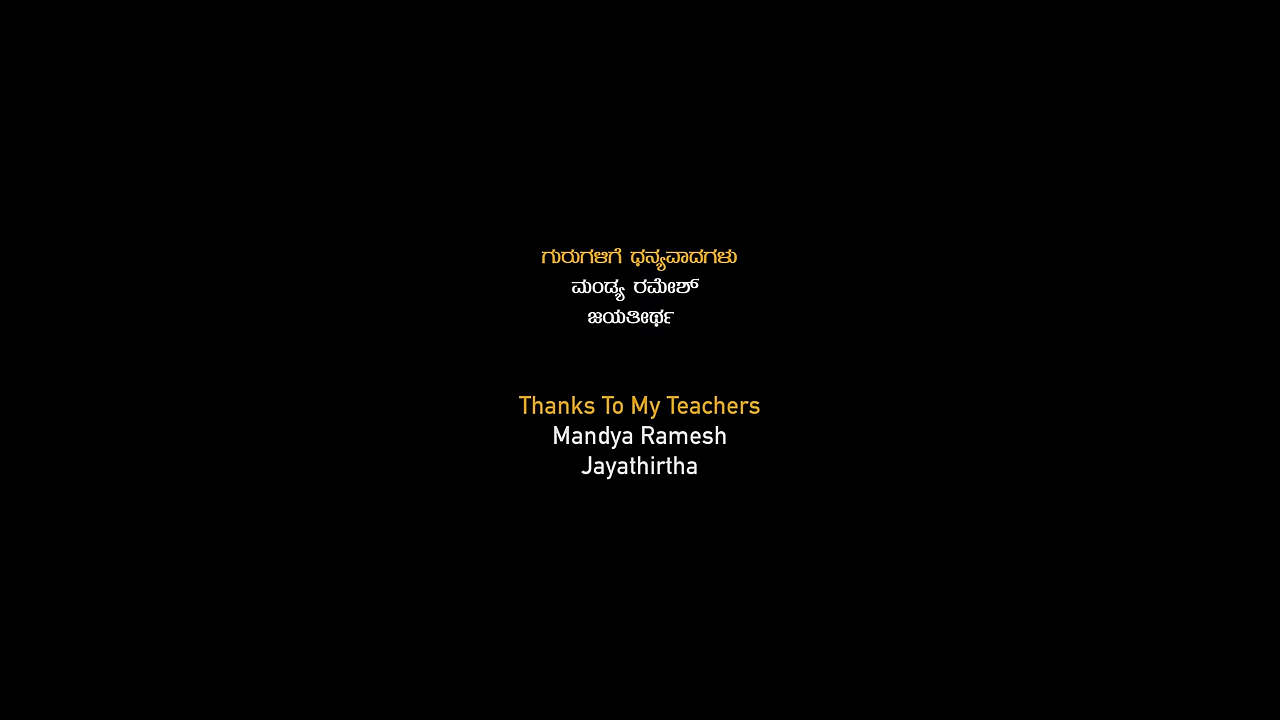 ಗುರುಗಳಿಗೆ ಧನ್ಯವಾದಗಳು
ಮಂಡ್ಯ ರಮೇಶ್
ಜಯತೀರ್ಥ
Thanks To My Teachers
Mandya Ramesh
Jayathirtha